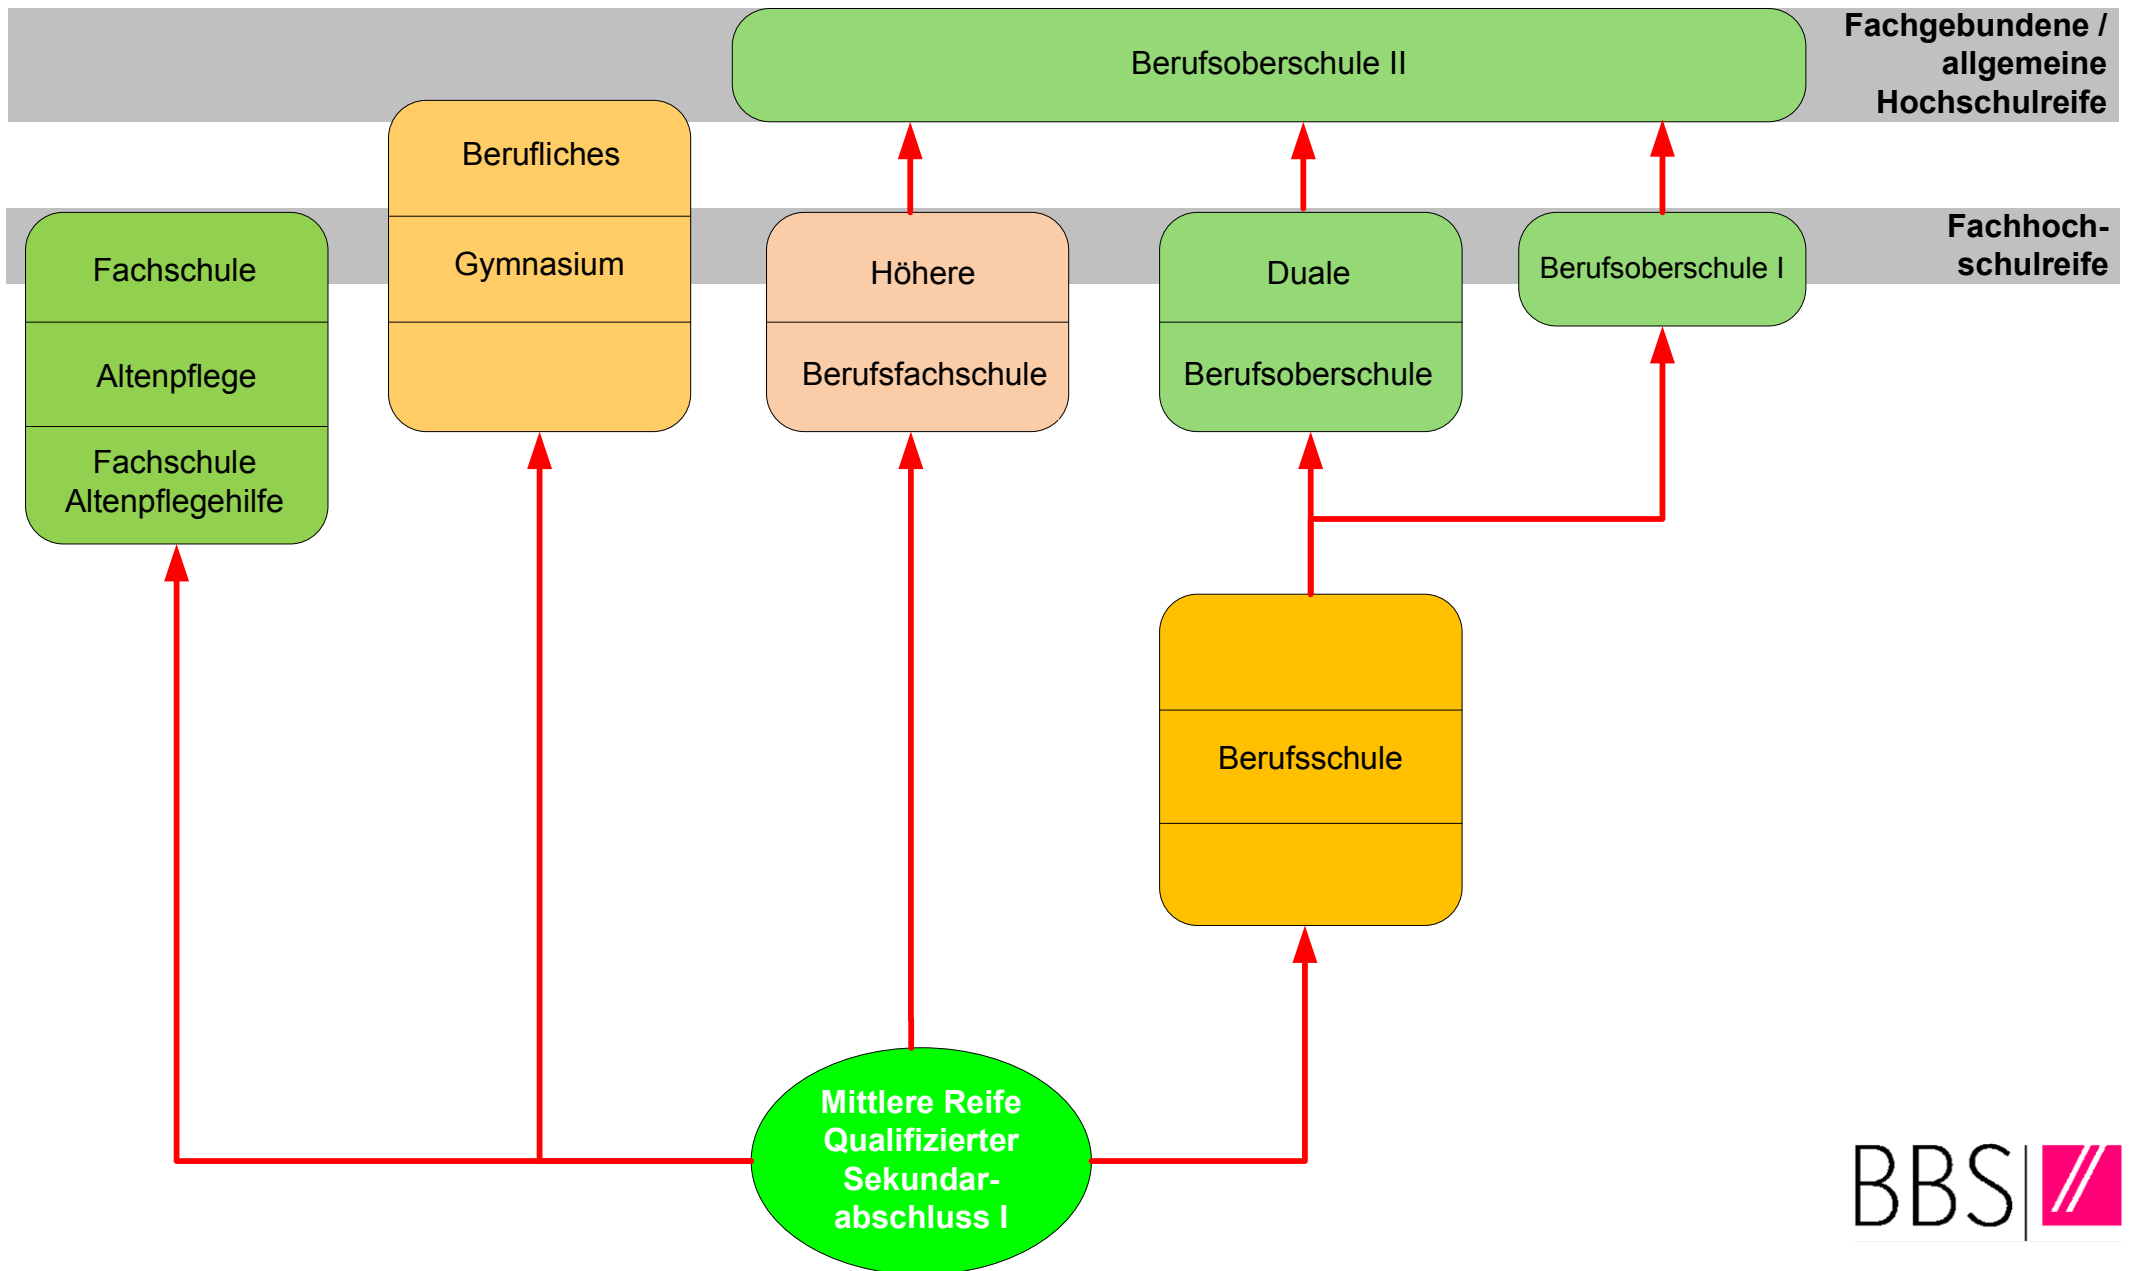 Berufsoberschule II
Fachgebundene /
allgemeine
Hochschulreife
Berufliches
Gymnasium
Fachschule
Altenpflege
Fachschule
Altenpflegehilfe
Höhere
Berufsfachschule
Duale
Berufsoberschule
Berufsoberschule I
Fachhoch-
schulreife
Berufsschule
Mittlere Reife
Qualifizierter
Sekundar-
abschluss I
BBS